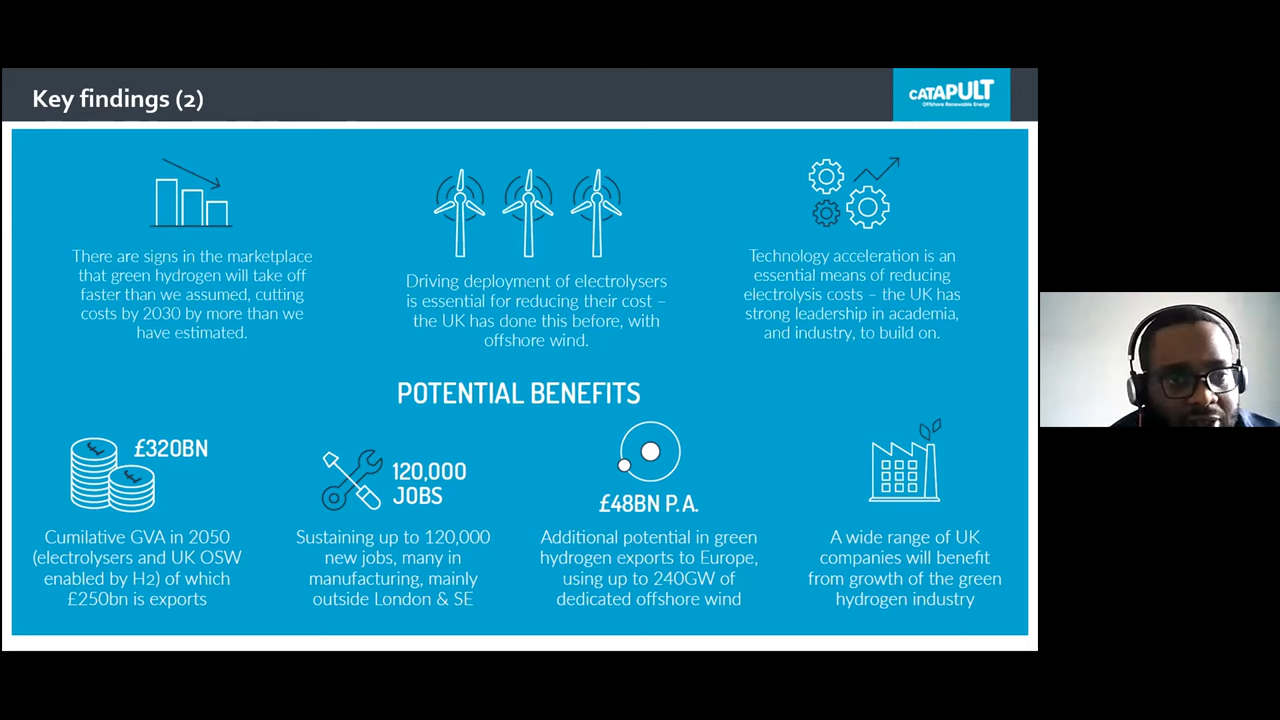 Key findings (2)
CATAPULT
Offshore Renewable Energy
There are signs in the marketplace
that green hydrogen will take off
faster than we assumed, cutting
costs by 2030 by more than we
have estimated.
Driving deployment of electrolysers
is essential for reducing their cost –
the UK has done this before, with
offshore wind.
Technology acceleration is an
essential means of reducing
electrolysis costs – the UK has
strong leadership in academia,
and industry, to build on.
POTENTIAL BENEFITS
£320BN
Cumilative GVA in 2050
(electrolysers and UK OSW
enabled by H2) of which
£250bn is exports
120,000
JOBS
Sustaining up to 120,000
new jobs, many in
manufacturing, mainly
outside London & SE
£48BN P.A.
Additional potential in green
hydrogen exports to Europe,
using up to 240GW of
dedicated offshore wind
A wide range of UK
companies will benefit
from growth of the green
hydrogen industry